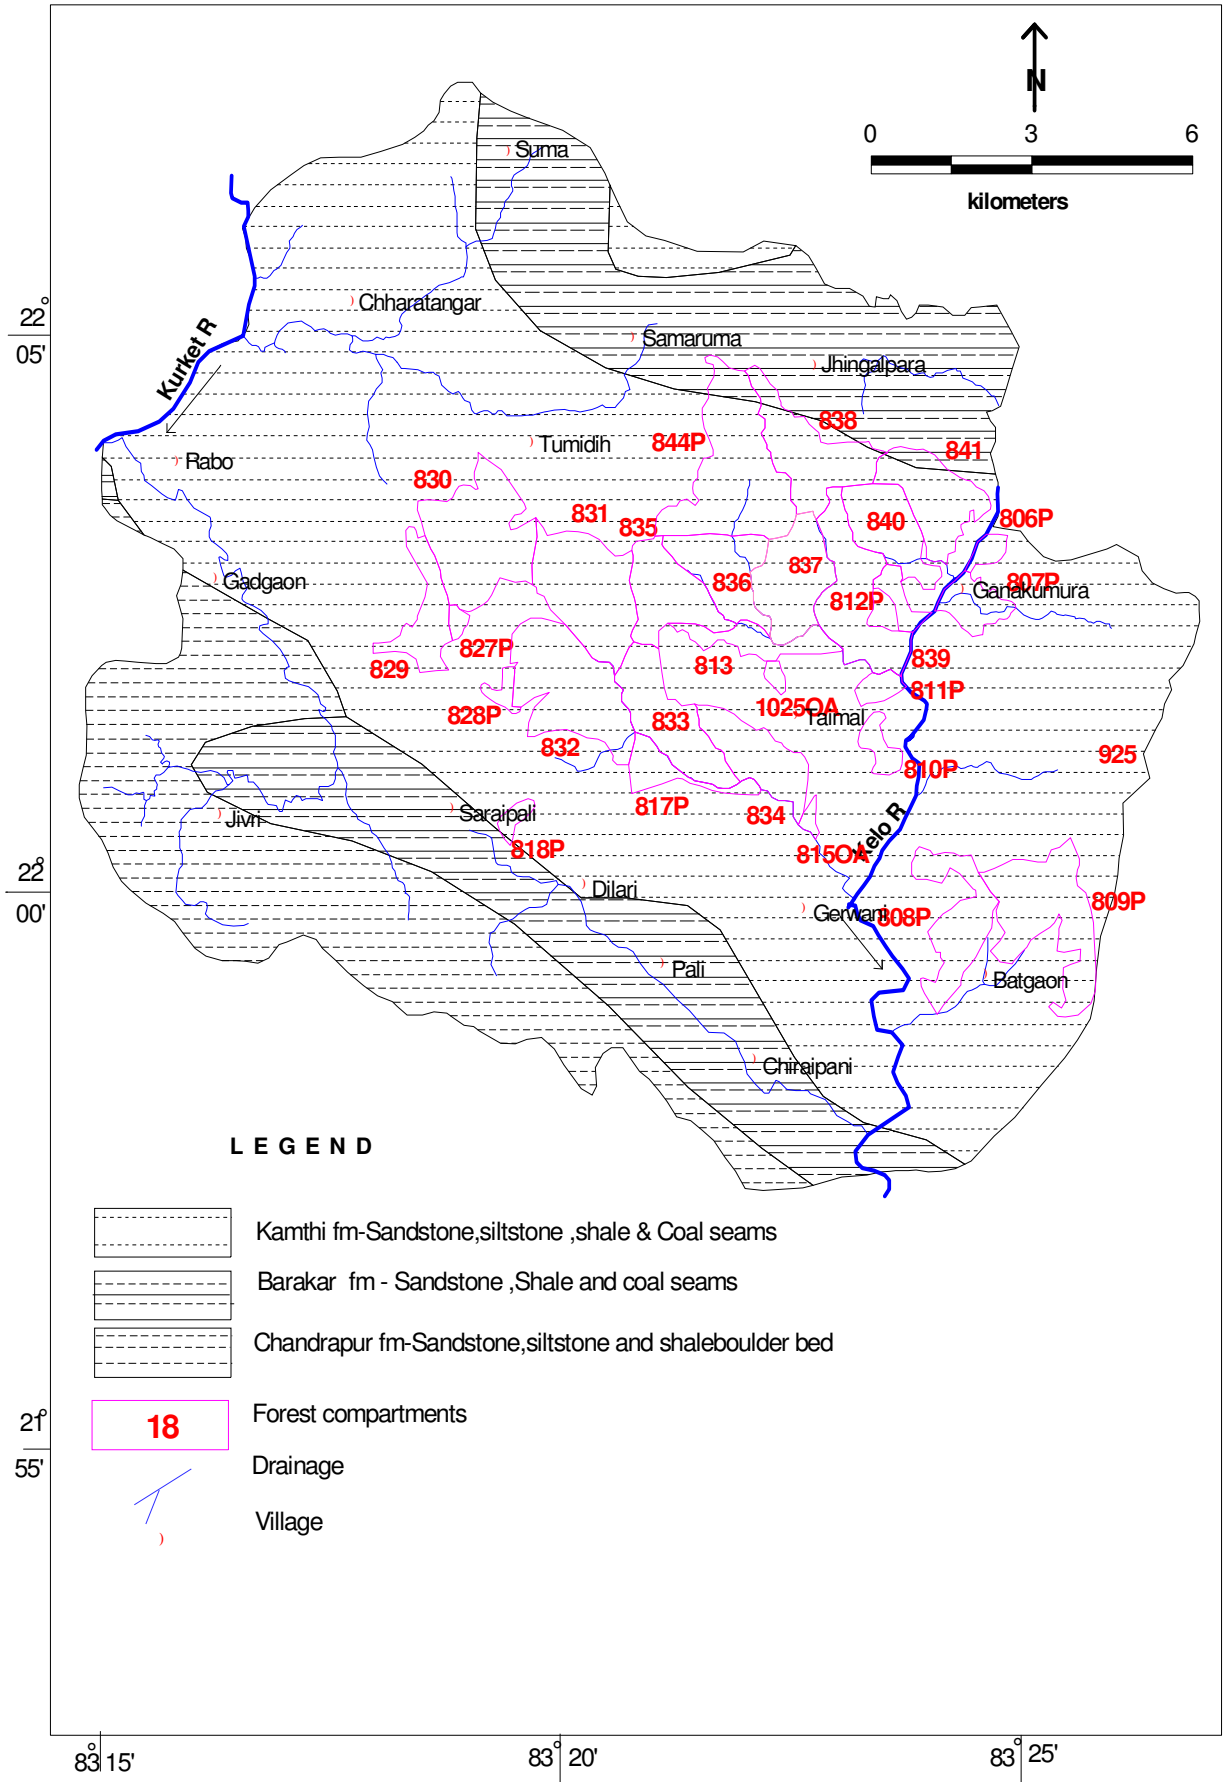 N
0 3 6
kilometers
Suma
Chharatangar
22°
05'
Kurket R
Samaruma
Jhingalpara
838
844P
841
Tumidih
Rabo
830
831
835
840
806P
837
836
807P
Gadgaon
Ganakumura
812P
827P
829
813
839
811P
1025OA
Taimal
828P
833
832
925
810P
817P
Saraipali
Jivri
834
Kelo R
818P
815OA
22°
00'
Dilari
809P
Gerwani
808P
Pali
Batgaon
Chiraipani
LEGEND
Kamthi fm-Sandstone,siltstone ,shale & Coal seams
Barakar fm - Sandstone ,Shale and coal seams
Chandrapur fm-Sandstone,siltstone and shaleboulder bed
18
Forest compartments
21°
55'
Drainage
Village
83° 15' 83° 20' 83° 25'